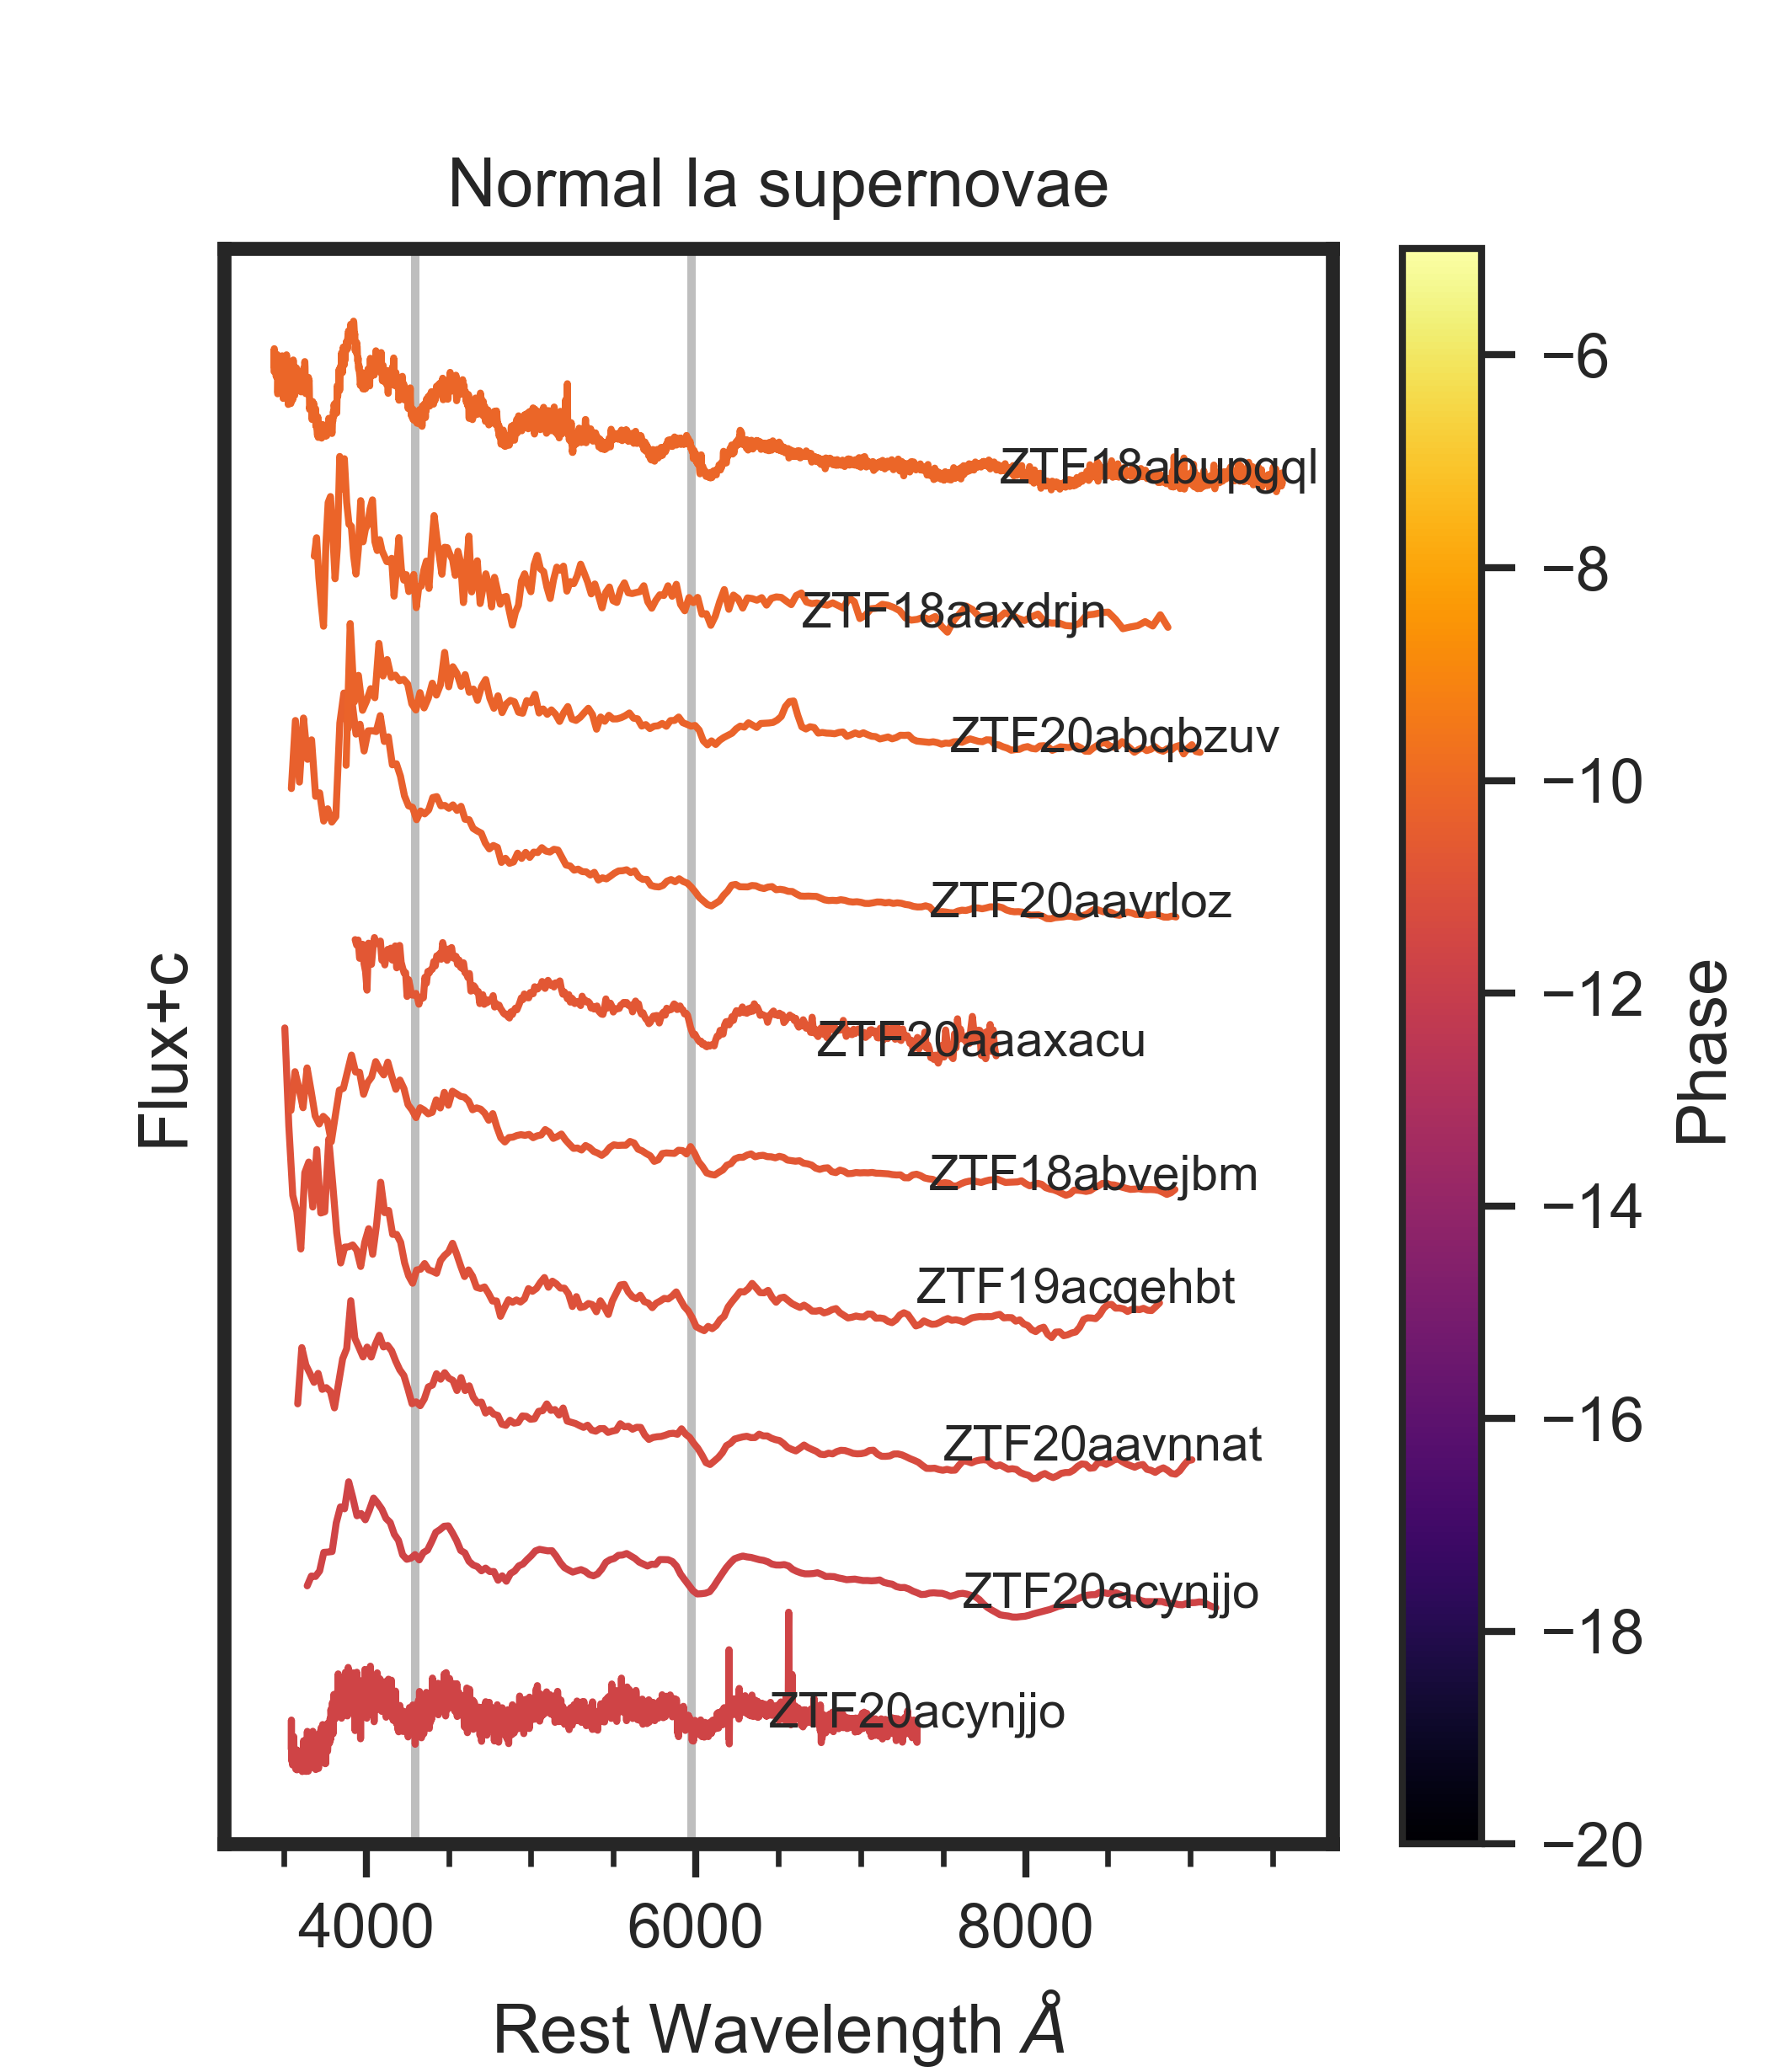 Normal Ia supernovae
ZTF18abupgql
ZTF18aaxdrjn
ZTF20abqbzuv
ZTF20aavrloz
ZTF20aaaxacu
ZTF18abvejbm
ZTF19acqehbt
ZTF20aavnnat
ZTF20acynjjo
ZTF20acynjjo
Flux+c
4000 6000 8000
Rest Wavelength Å
−6
−8
−10
−12
−14
−16
−18
−20
Phase